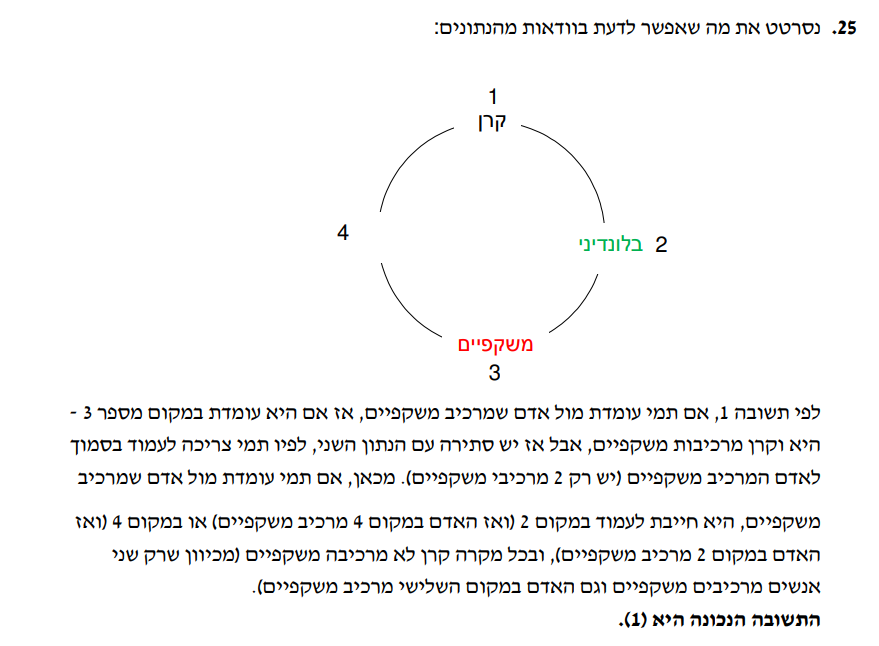 25. נסרטט את מה שאפשר לדעת בוודאות מהנתונים:
1
קרן
4
בלונדיני 2
משקפיים
3
לפי תשובה 1, אם תמי עומדת מול אדם שמרכיב משקפיים, אז אם היא עומדת במקום מספר 3 -
היא וקרן מרכיבות משקפיים, אבל אז יש סתירה עם הנתון השני, לפיו תמי צריכה לעמוד בסמוך
לאדם המרכיב משקפיים (יש רק 2 מרכיבי משקפיים). מכאן, אם תמי עומדת מול אדם שמרכיב
משקפיים, היא חייבת לעמוד במקום 2 (ואז האדם במקום 4 מרכיב משקפיים) או במקום 4 (ואז
האדם במקום 2 מרכיב משקפיים), ובכל מקרה קרן לא מרכיבה משקפיים (מכיוון שרק שני
אנשים מרכיבים משקפיים וגם האדם במקום השלישי מרכיב משקפיים).
התשובה הנכונה היא (1).